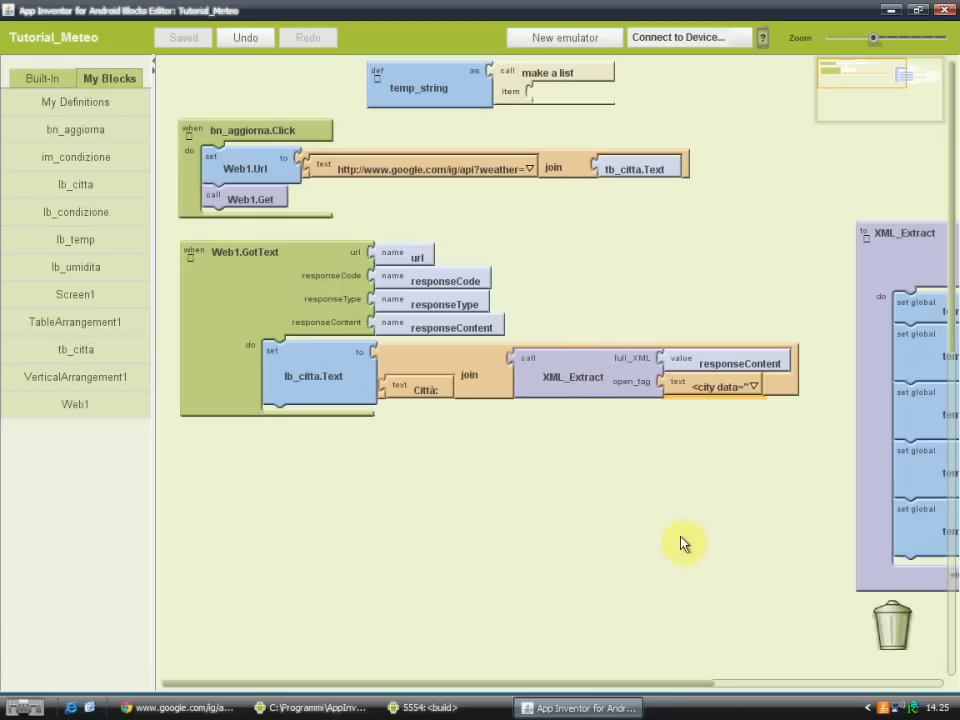 App Inventor for Android Blocks Editor: Tutorial_Meteo
Tutorial_Meteo
Saved
Undo
Redo
New emulator
Connect to Device...
?
Zoom
100%
Built-In
My Blocks
My Definitions
bn_aggiorna
im_condizione
lb_citta
lb_condizione
lb_temp
lb_umidita
Screen1
TableArrangement1
tb_citta
VerticalArrangement1
Web1
def
temp_string
as
call make a list
item
when bn_aggiorna.Click
do
set
Web1.Url
to
text http://www.google.com/ig/api?weather=
join
tb_citta.Text
call Web1.Get
when Web1.GotText
url name url
responseCode name responseCode
responseType name responseType
responseContent name responseContent
do
set
lb_citta.Text
to
text Città:
join
call
XML_Extract
full_XML value responseContent
open_tag text <city data="
to XML_Extract
do
set global
ter
set global
set global
set global
set global
www.google.com/ig/a...
C:\Programmi\AppInv...
5554:<build>
App Inventor for Andr...
14.25